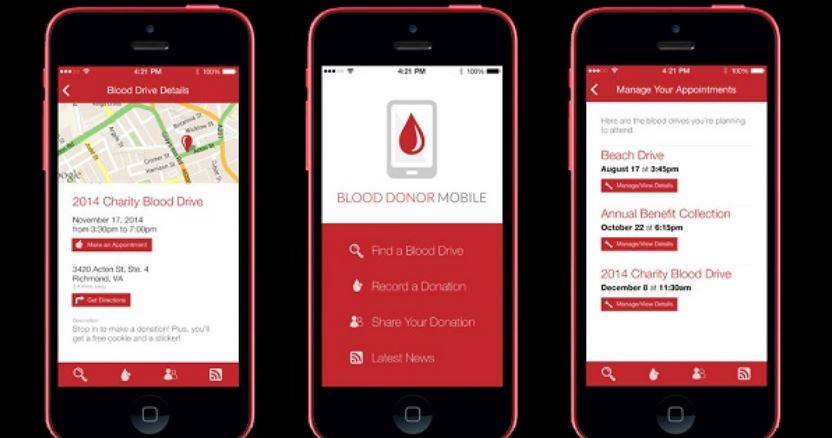 4:21 PM
100%
Blood Drive Details
2014 Charity Blood Drive
November 17, 2014
from 3:30pm to 7:00pm
Make an Appointment
3420 Acten St, Ste. 4
Richmond, VA
Get Directions
Description
Stop in to make a donation! Plus, you'll
get a free cookie and a sticker!
4:21 PM
100%
BLOOD DONOR MOBILE
Find a Blood Drive
Record a Donation
Share Your Donation
Latest News
4:21 PM
100%
Manage Your Appointments
Here are the blood drives you're planning
to attend.
Beach Drive
August 17 at 3:45pm
Manage/View Details
Annual Benefit Collection
October 22 at 6:15pm
Manage/View Details
2014 Charity Blood Drive
December 8 at 11:30am
Manage/View Details